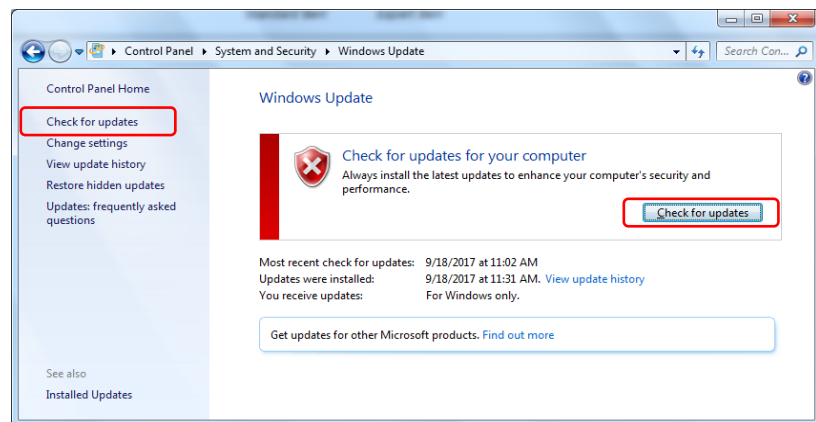 Control Panel ▸ System and Security ▸ Windows Update
Search Con...
Control Panel Home
Check for updates
Change settings
View update history
Restore hidden updates
Updates: frequently asked
questions
See also
Installed Updates
Windows Update
Check for updates for your computer
Always install the latest updates to enhance your computer's security and
performance.
Check for updates
Most recent check for updates: 9/18/2017 at 11:02 AM
Updates were installed: 9/18/2017 at 11:31 AM. View update history
You receive updates: For Windows only.
Get updates for other Microsoft products. Find out more